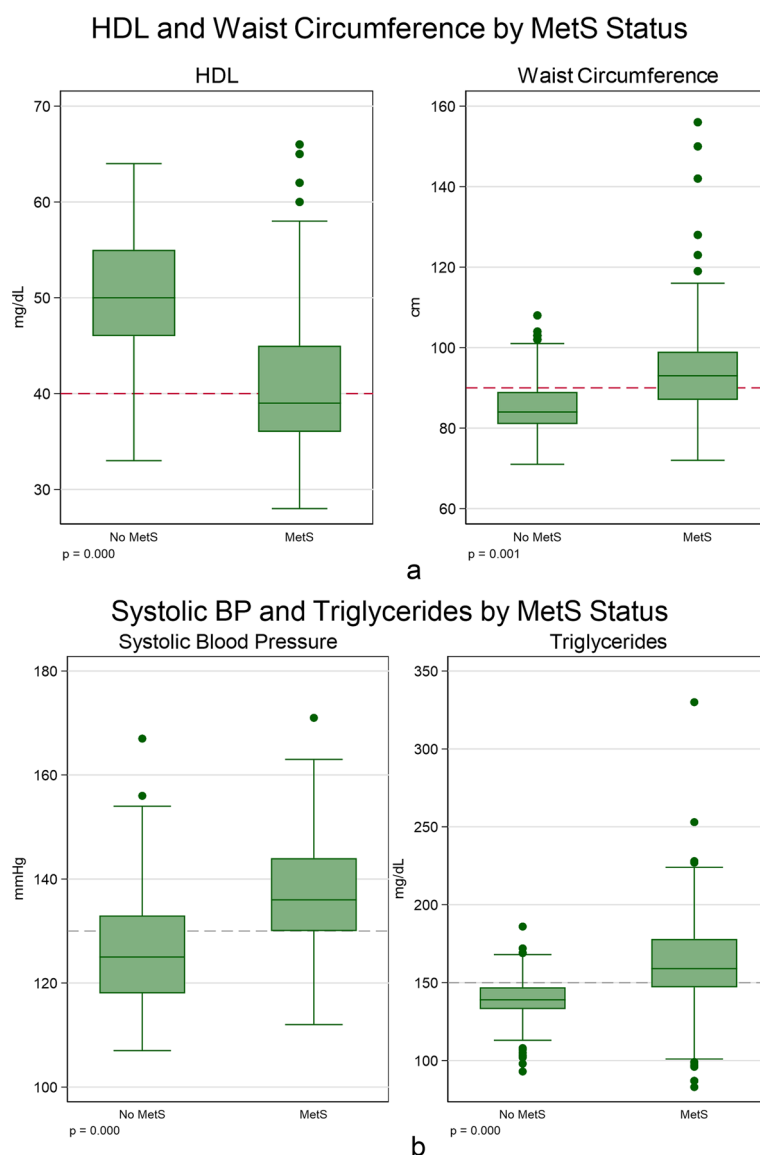 HDL and Waist Circumference by MetS Status
HDL
Waist Circumference
70
60
50
40
30
mg/dL
160
140
120
100
80
60
cm
No MetS
MetS
No MetS
MetS
p = 0.000
p = 0.001
a
Systolic BP and Triglycerides by MetS Status
Systolic Blood Pressure
Triglycerides
180
160
140
120
100
mmHg
350
300
250
200
150
100
mg/dL
No MetS
MetS
No MetS
MetS
p = 0.000
p = 0.000
b